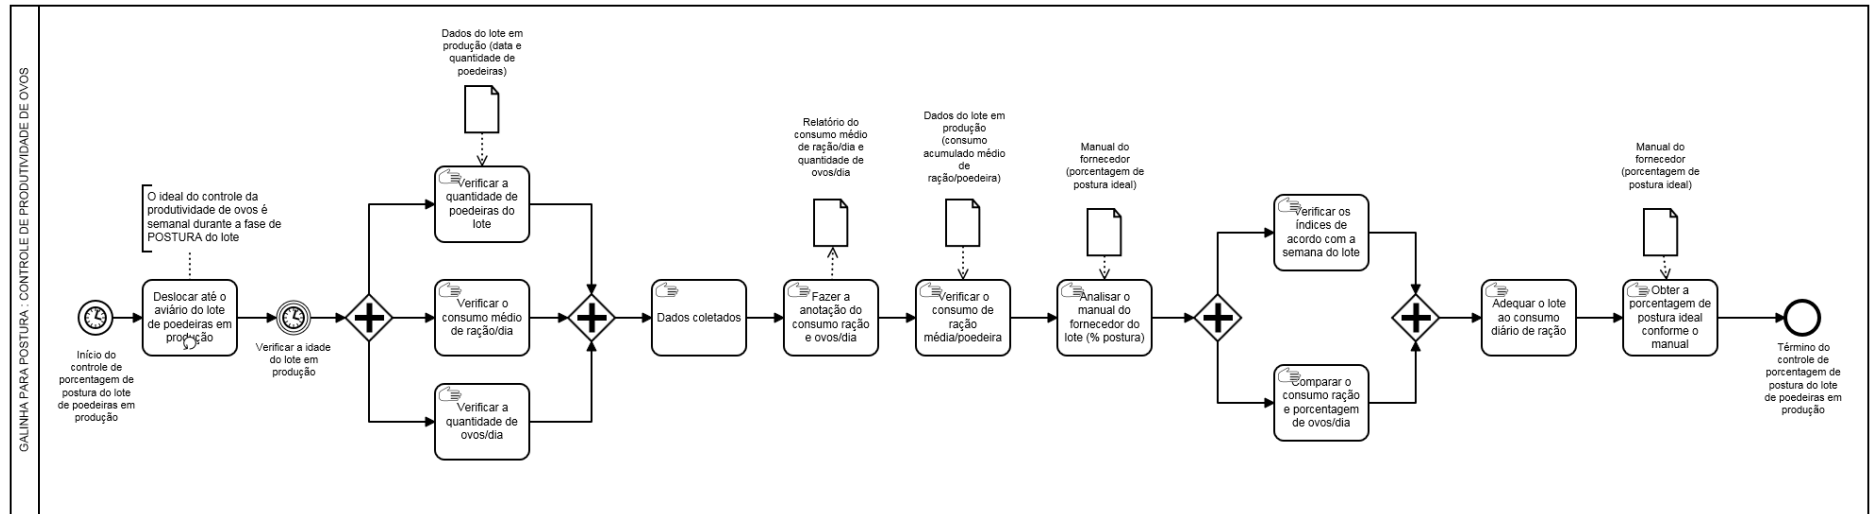 GALINHA PARA POSTURA : CONTROLE DE PRODUTIVIDADE DE OVOS
Início do
controle de
porcentagem de
postura do lote
de poedeiras em
produção
O ideal do controle da
produtividade de ovos é
semanal durante a fase de
POSTURA do lote
Deslocar até o
aviário do lote
de poedeiras em
produção
Verificar a idade
do lote em
produção
Dados do lote em
produção (data e
quantidade de
poedeiras)
Verificar a
quantidade de
poedeiras do
lote
Verificar o
consumo médio
de ração/dia
Verificar a
quantidade de
ovos/dia
Dados coletados
Relatório do
consumo médio
de ração/dia e
quantidade de
ovos/dia
Fazer a
anotação do
consumo ração
e ovos/dia
Dados do lote em
produção
(consumo
acumulado médio
de
ração/poedeira)
Verificar o
consumo de
ração
média/poedeira
Manual do
fornecedor
(porcentagem de
postura ideal)
Analisar o
manual do
fornecedor do
lote (% postura)
Verificar os
índices de
acordo com a
semana do lote
Comparar o
consumo ração
e porcentagem
de ovos/dia
Adequar o lote
ao consumo
diário de ração
Manual do
fornecedor
(porcentagem de
postura ideal)
Obter a
porcentagem de
postura ideal
conforme o
manual
Término do
controle de
porcentagem de
postura do lote
de poedeiras em
produção